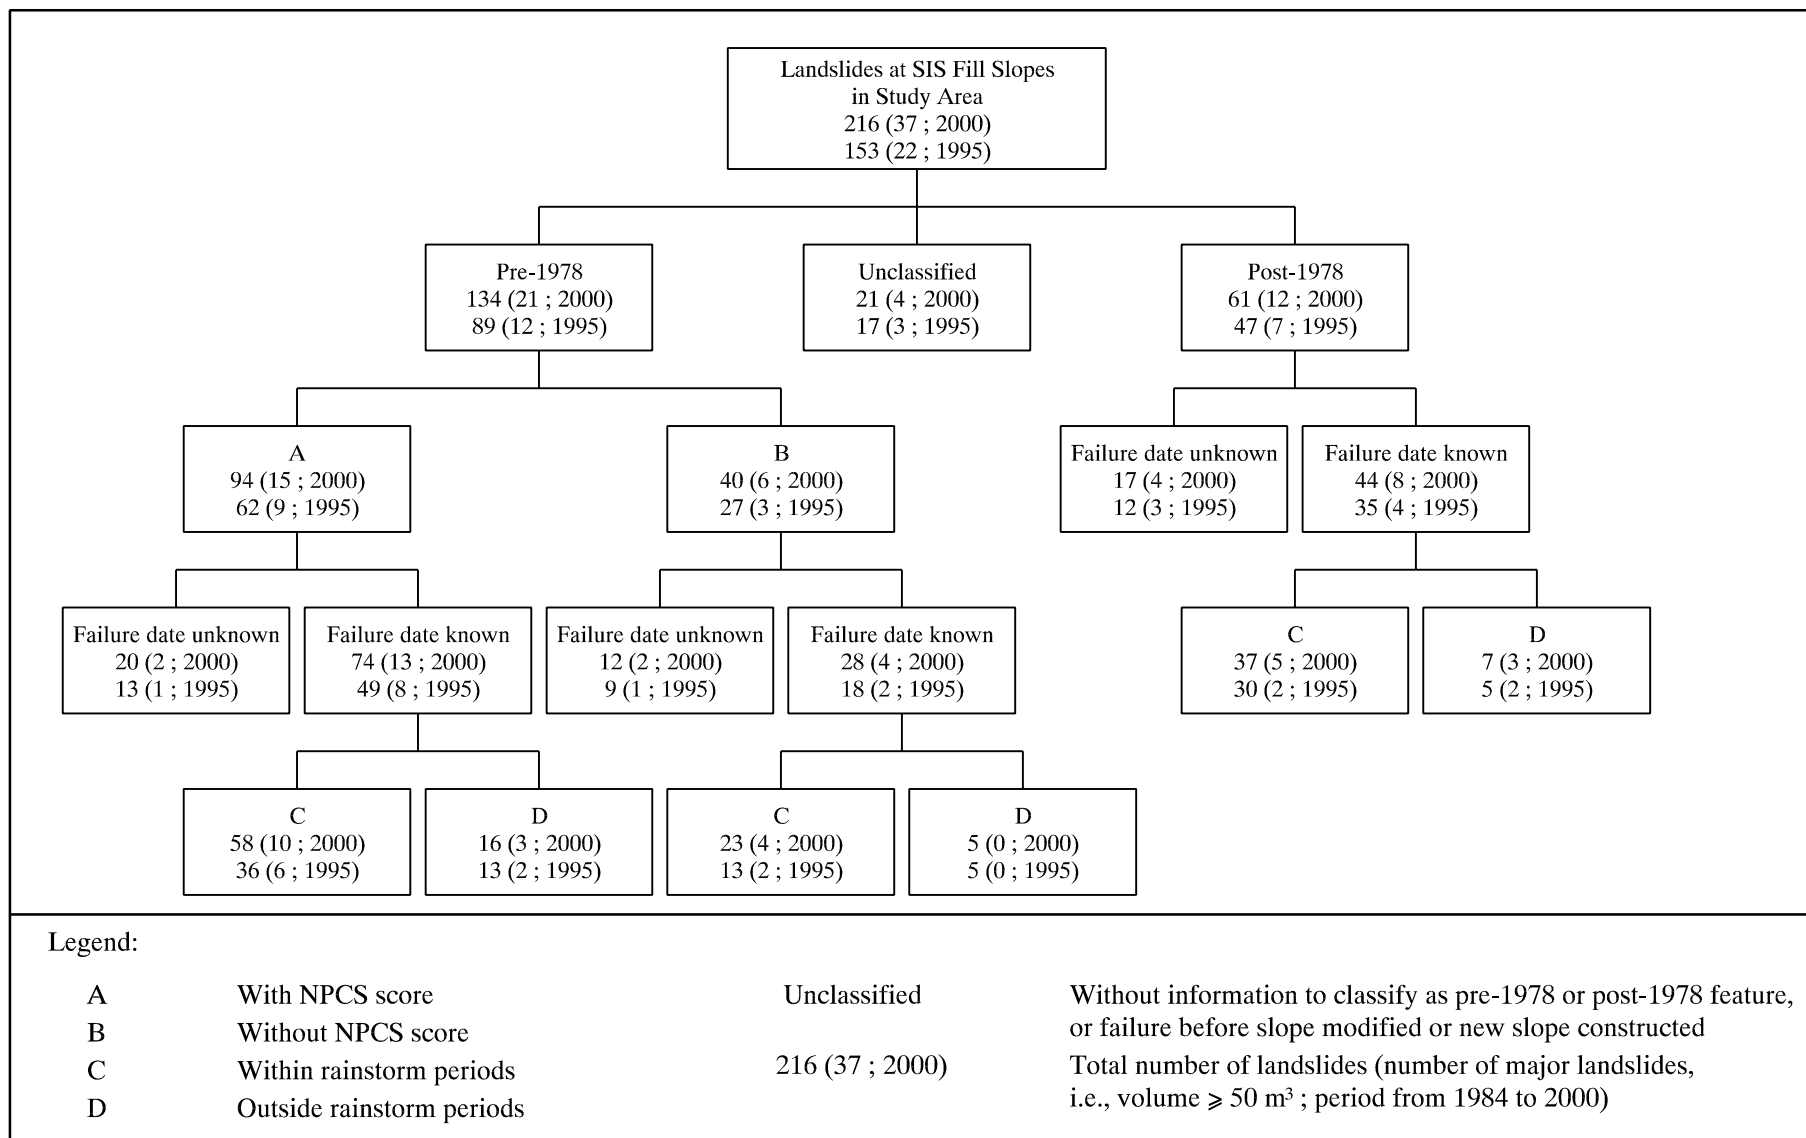 Landslides at SIS Fill Slopes
in Study Area
216 (37 ; 2000)
153 (22 ; 1995)
Pre-1978
134 (21 ; 2000)
89 (12 ; 1995)
Unclassified
21 (4 ; 2000)
17 (3 ; 1995)
Post-1978
61 (12 ; 2000)
47 (7 ; 1995)
A
94 (15 ; 2000)
62 (9 ; 1995)
B
40 (6 ; 2000)
27 (3 ; 1995)
Failure date unknown
17 (4 ; 2000)
12 (3 ; 1995)
Failure date known
44 (8 ; 2000)
35 (4 ; 1995)
Failure date unknown
20 (2 ; 2000)
13 (1 ; 1995)
Failure date known
74 (13 ; 2000)
49 (8 ; 1995)
Failure date unknown
12 (2 ; 2000)
9 (1 ; 1995)
Failure date known
28 (4 ; 2000)
18 (2 ; 1995)
C
37 (5 ; 2000)
30 (2 ; 1995)
D
7 (3 ; 2000)
5 (2 ; 1995)
C
58 (10 ; 2000)
36 (6 ; 1995)
D
16 (3 ; 2000)
13 (2 ; 1995)
C
23 (4 ; 2000)
13 (2 ; 1995)
D
5 (0 ; 2000)
5 (0 ; 1995)
Legend:
A With NPCS score
B Without NPCS score
C Within rainstorm periods
D Outside rainstorm periods
Unclassified Without information to classify as pre-1978 or post-1978 feature,
or failure before slope modified or new slope constructed
216 (37 ; 2000) Total number of landslides (number of major landslides,
i.e., volume ⩾ 50 m³ ; period from 1984 to 2000)